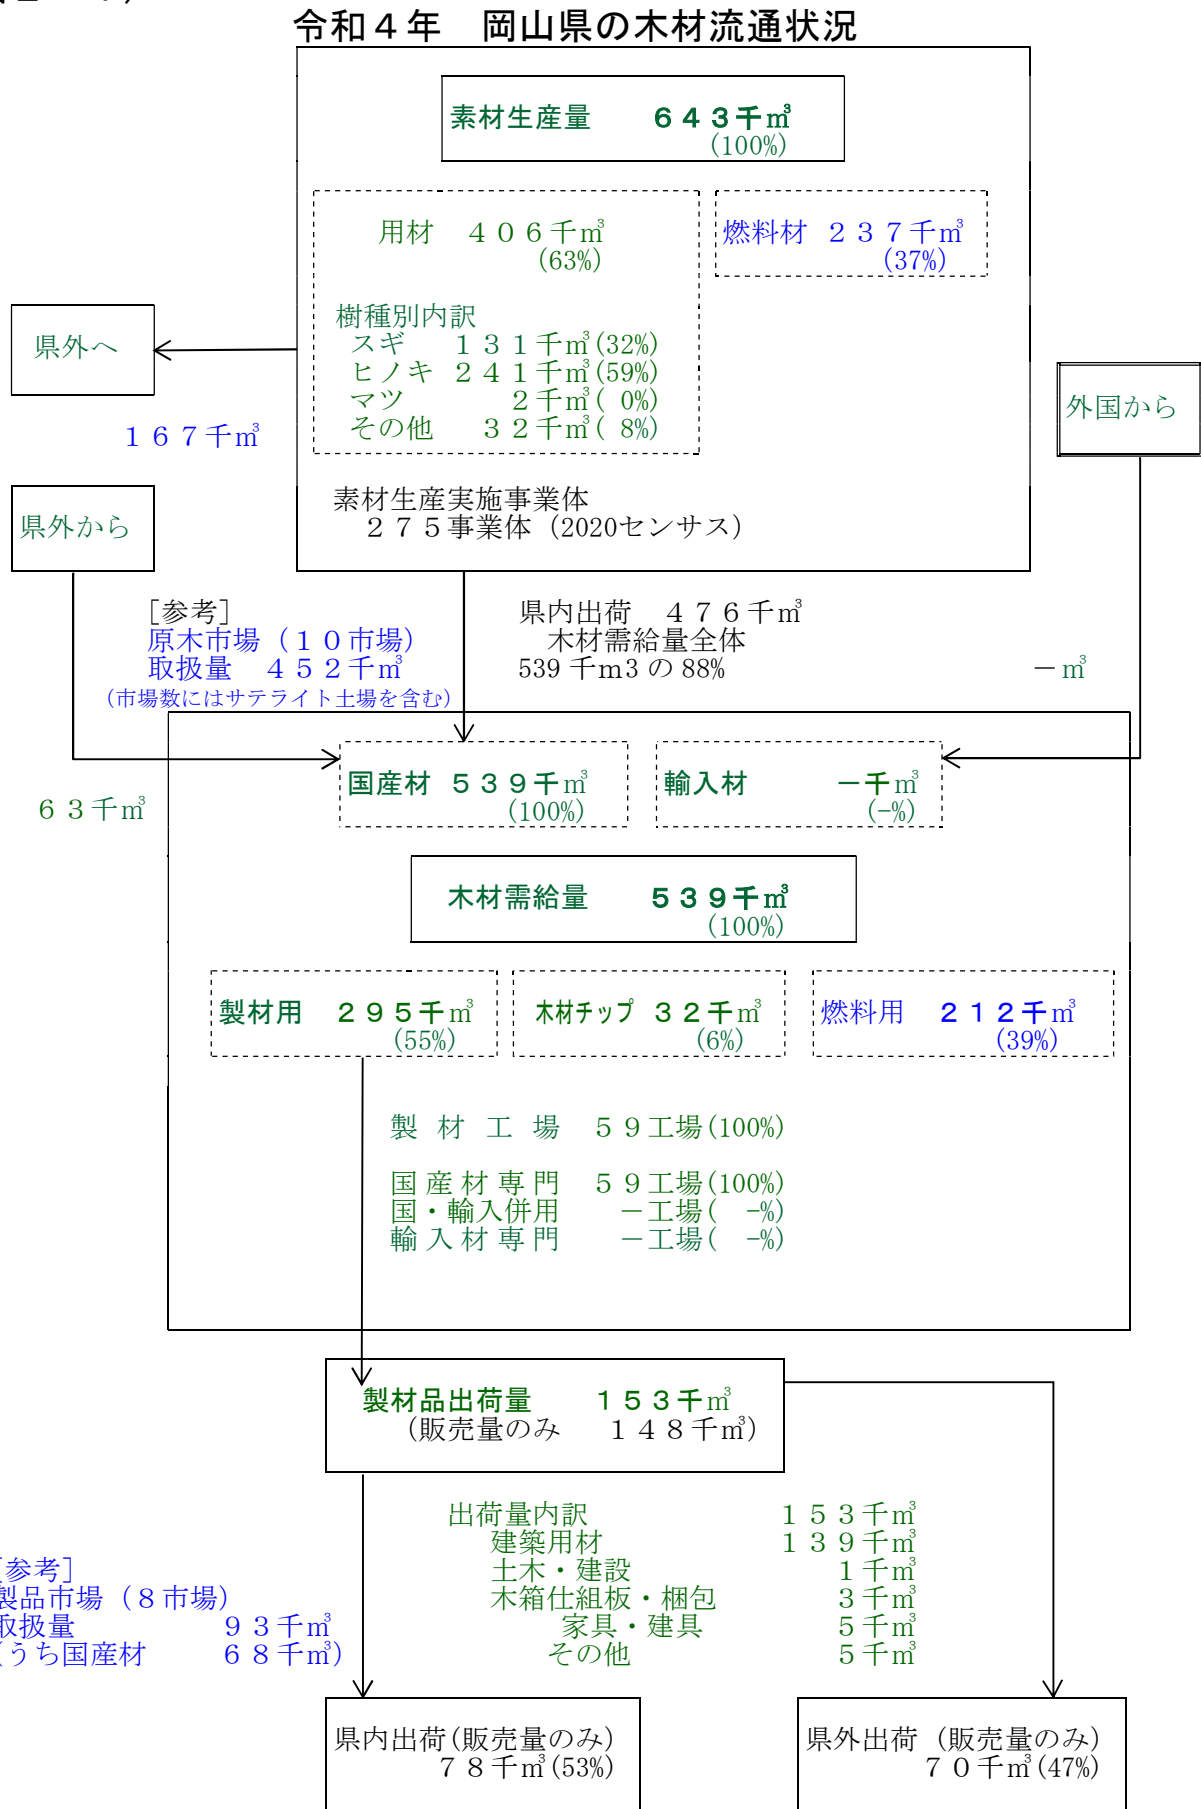 令和４年　岡山県の木材流通状況
素材生産量　６４３千㎥
(100%)
用材　４０６千㎥
(63%)
燃料材　２３７千㎥
(37%)
樹種別内訳
スギ　１３１千㎥(32%)
ヒノキ　２４１千㎥(59%)
マツ　２千㎥( 0%)
その他　３２千㎥( 8%)
県外へ
１６７千㎥
外国から
素材生産実施事業体
２７５事業体（2020センサス）
県外から
［参考］
原木市場（１０市場）
取扱量　４５２千㎥
（市場数にはサテライト土場を含む）
県内出荷　４７６千㎥
木材需給量全体
539千m3の88%
－㎥
国産材　５３９千㎥
(100%)
輸入材　－千㎥
(-%)
６３千㎥
木材需給量　５３９千㎥
(100%)
製材用　２９５千㎥
(55%)
木材チップ　３２千㎥
(6%)
燃料用　２１２千㎥
(39%)
製材工場　５９工場(100%)
国産材専門　５９工場(100%)
国・輸入併用　－工場( -%)
輸入材専門　－工場( -%)
製材品出荷量　１５３千㎥
（販売量のみ　１４８千㎥）
出荷量内訳　１５３千㎥
建築用材　１３９千㎥
土木・建設　１千㎥
木箱仕組板・梱包　３千㎥
家具・建具　５千㎥
その他　５千㎥
［参考］
製品市場（８市場）
取扱量　９３千㎥
（うち国産材　６８千㎥）
県内出荷(販売量のみ)
７８千㎥(53%)
県外出荷（販売量のみ）
７０千㎥(47%)